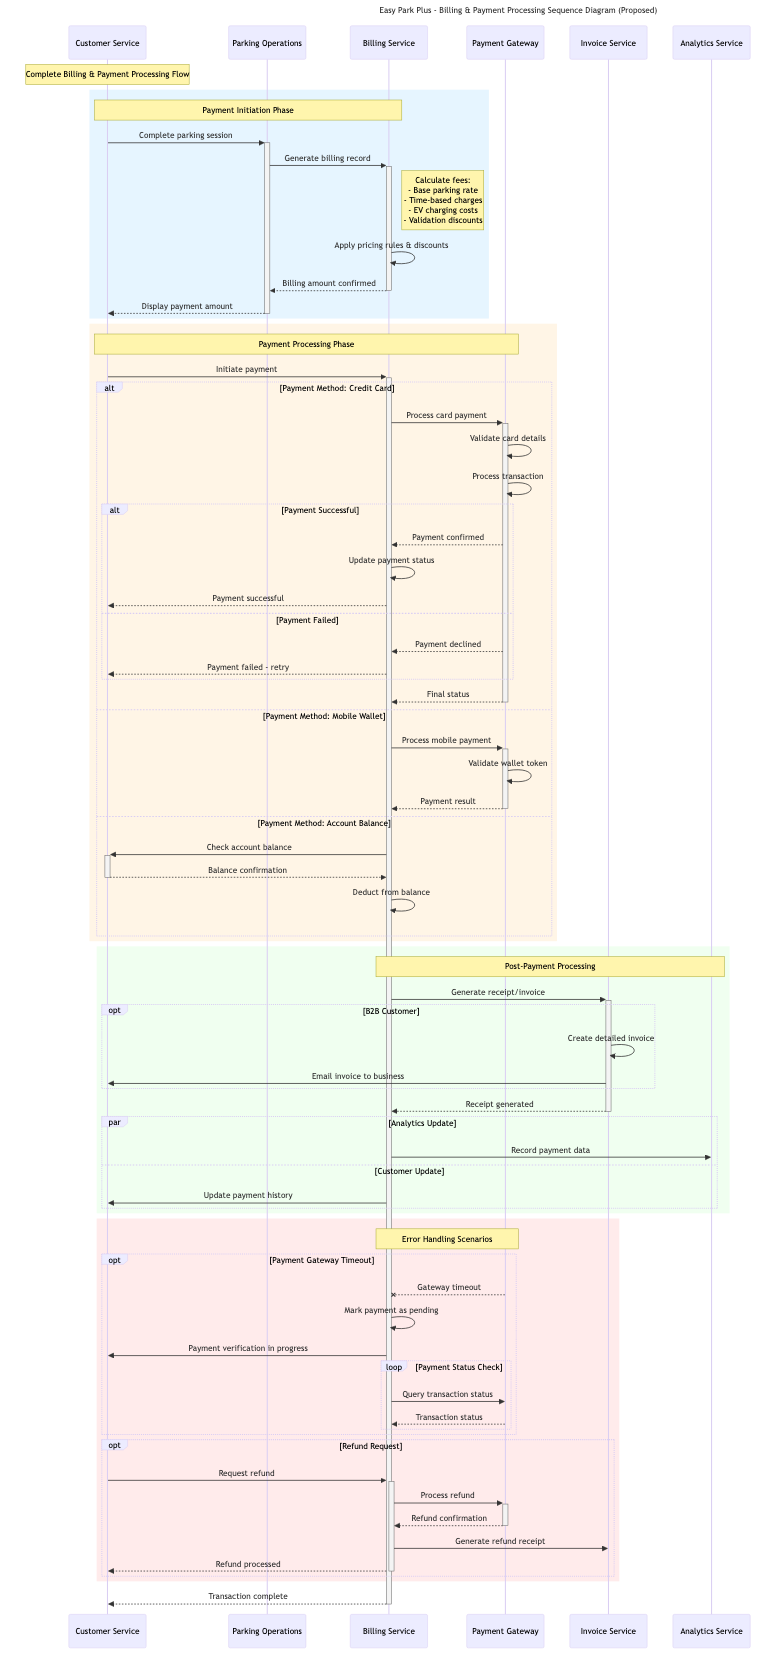 Easy Park Plus - Billing & Payment Processing Sequence Diagram (Proposed)
Customer Service
Parking Operations
Billing Service
Payment Gateway
Invoice Service
Analytics Service
Complete Billing & Payment Processing Flow
Payment Initiation Phase
Complete parking session
Generate billing record
Calculate fees:
- Base parking rate
- Time-based charges
- EV charging costs
- Validation discounts
Apply pricing rules & discounts
Billing amount confirmed
Display payment amount
Payment Processing Phase
Initiate payment
alt
[Payment Method: Credit Card]
Process card payment
Validate card details
Process transaction
alt
[Payment Successful]
Payment confirmed
Update payment status
Payment successful
[Payment Failed]
Payment declined
Payment failed - retry
Final status
[Payment Method: Mobile Wallet]
Process mobile payment
Validate wallet token
Payment result
[Payment Method: Account Balance]
Check account balance
Balance confirmation
Deduct from balance
Post-Payment Processing
Generate receipt/invoice
opt
[B2B Customer]
Create detailed invoice
Email invoice to business
Receipt generated
par
[Analytics Update]
Record payment data
[Customer Update]
Update payment history
Error Handling Scenarios
opt
[Payment Gateway Timeout]
Gateway timeout
Mark payment as pending
Payment verification in progress
loop
[Payment Status Check]
Query transaction status
Transaction status
opt
[Refund Request]
Request refund
Process refund
Refund confirmation
Generate refund receipt
Refund processed
Transaction complete
Customer Service
Parking Operations
Billing Service
Payment Gateway
Invoice Service
Analytics Service